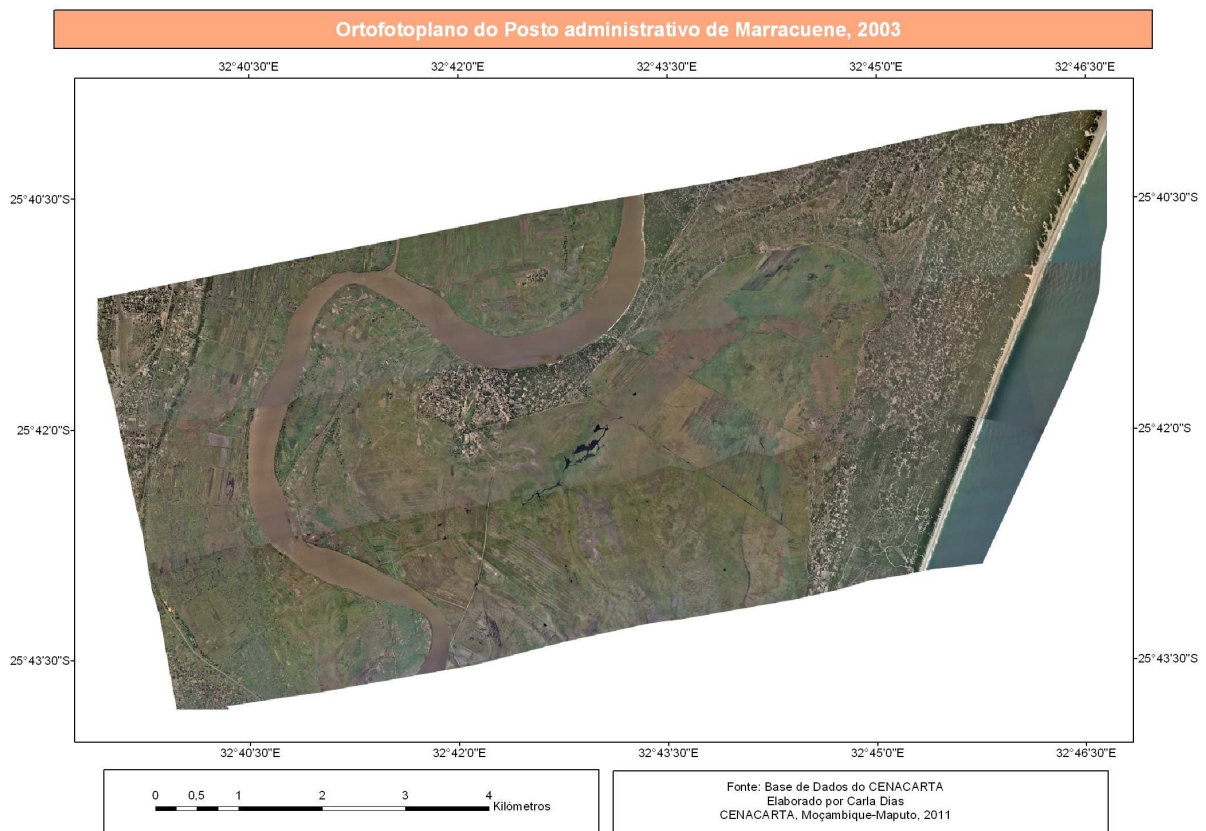 Ortofotoplano do Posto administrativo de Marracuene, 2003
32°40'30"E 32°42'0"E 32°43'30"E 32°45'0"E 32°46'30"E
25°40'30"S 25°40'30"S
25°42'0"S 25°42'0"S
25°43'30"S 25°43'30"S
32°40'30"E 32°42'0"E 32°43'30"E 32°45'0"E 32°46'30"E
0 0,5 1 2 3 4
Kilómetros
Fonte: Base de Dados do CENACARTA
Elaborado por Carla Dias
CENACARTA, Moçambique-Maputo, 2011